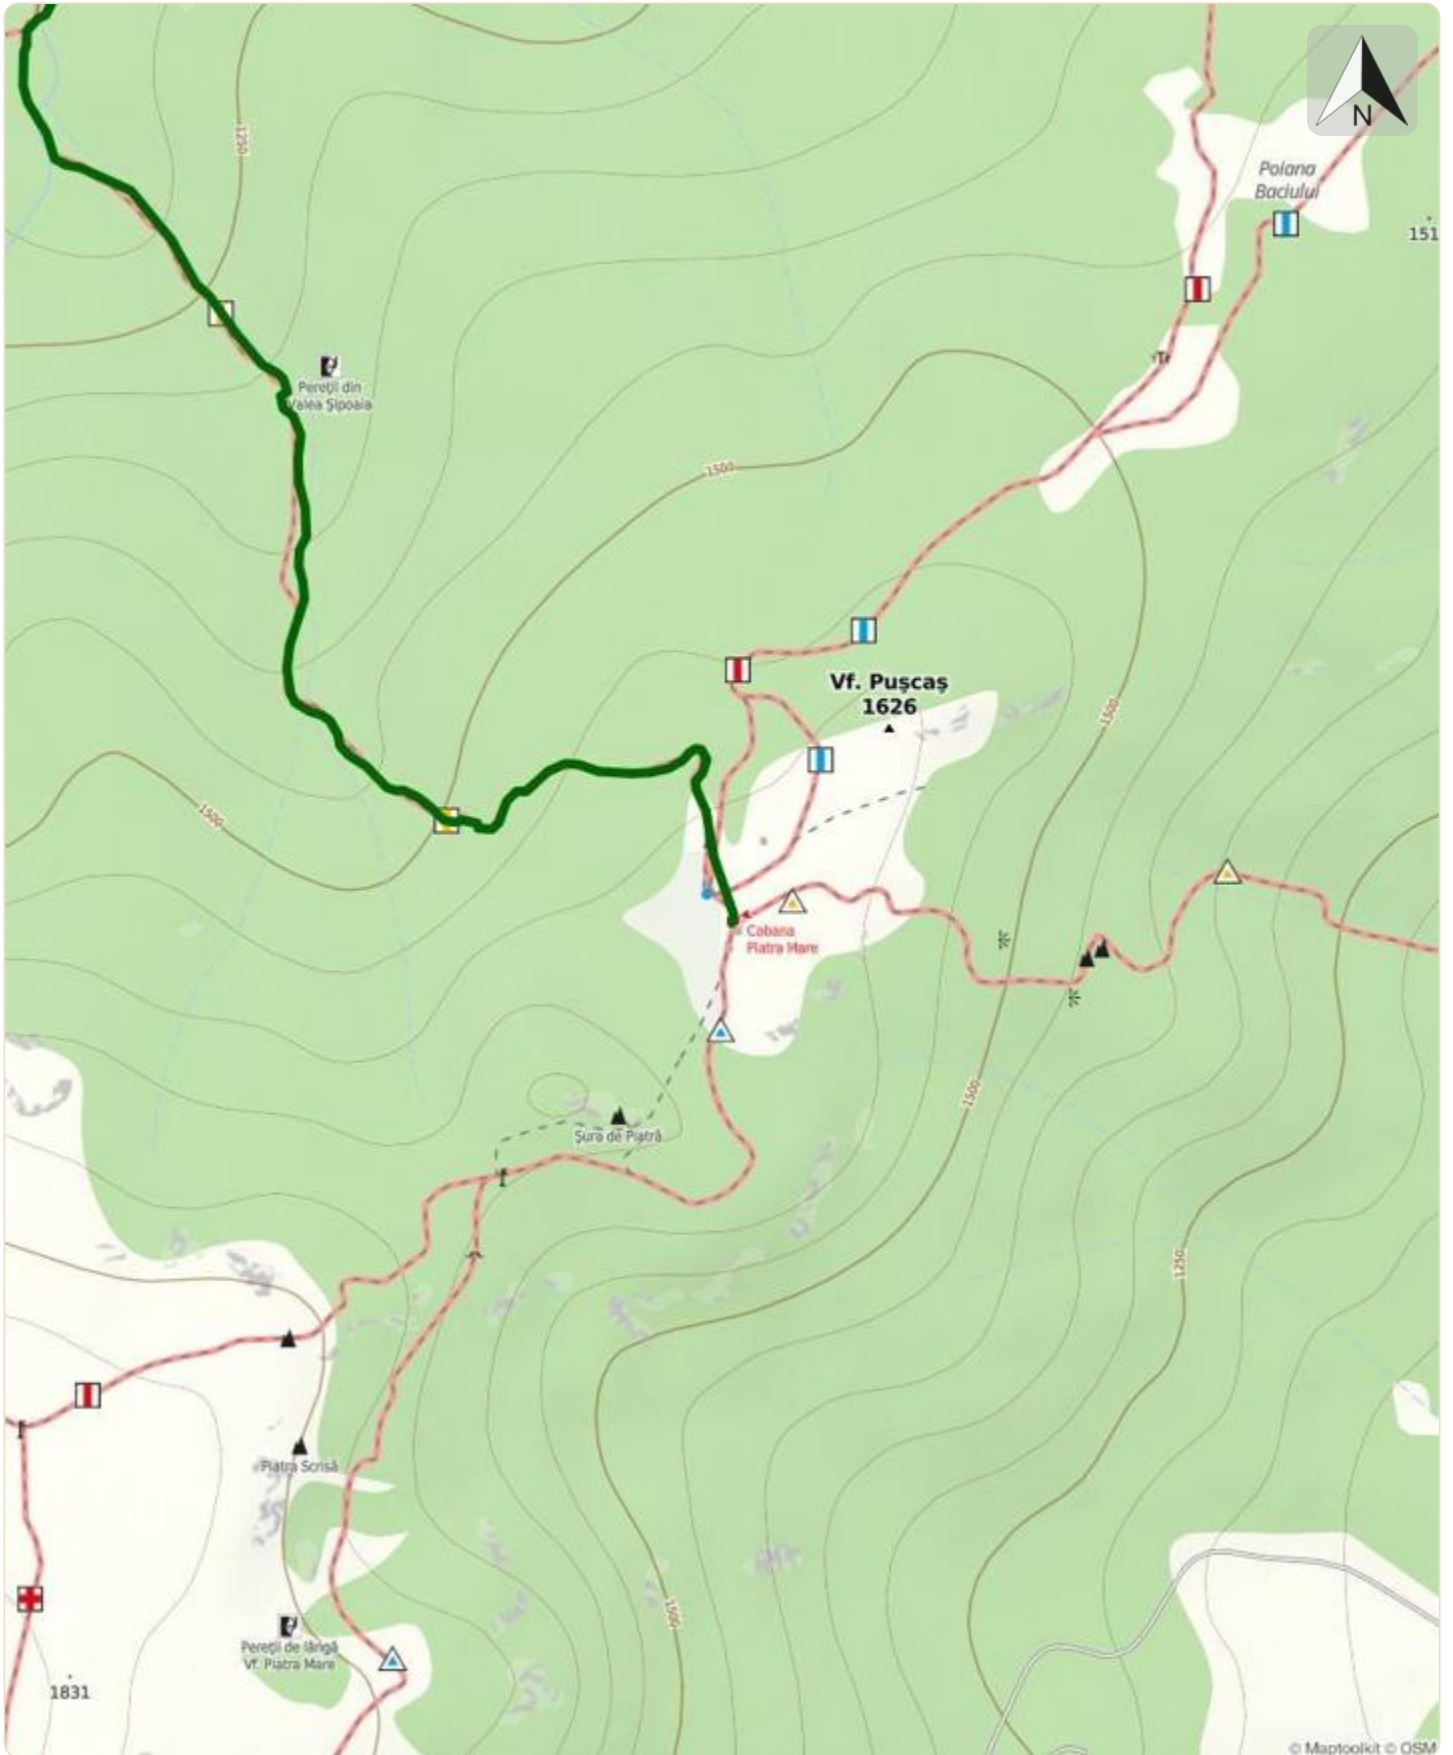 N
1250
Poiana
Baciului
151
Pereții din
Valea Șipoaia
1500
Vf. Pușcaș
1626
1500
1500
Cabana
Piatra Mare
1500
Șura de Piatră
1250
Piatra Scrisă
1500
Pereții de lângă
Vf. Piatra Mare
1831
© Maptoolkit © OSM